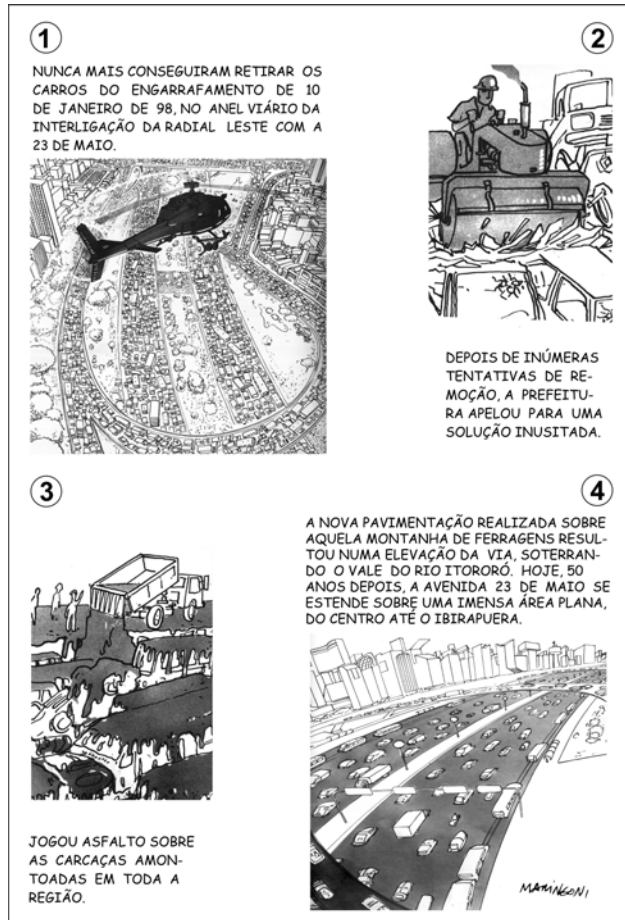 1
NUNCA MAIS CONSEGUIRAM RETIRAR OS
CARROS DO ENGARRAFAMENTO DE 10
DE JANEIRO DE 98, NO ANEL VIÁRIO DA
INTERLIGAÇÃO DA RADIAL LESTE COM A
23 DE MAIO.
2
DEPOIS DE INÚMERAS
TENTATIVAS DE RE-
MOÇÃO, A PREFEITU-
RA APELOU PARA UMA
SOLUÇÃO INUSITADA.
3
JOGOU ASFALTO SOBRE
AS CARCAÇAS AMON-
TOADAS EM TODA A
REGIÃO.
4
A NOVA PAVIMENTAÇÃO REALIZADA SOBRE
AQUELA MONTANHA DE FERRAGENS RESUL-
TOU NUMA ELEVAÇÃO DA VIA, SOTERRAN-
DO O VALE DO RIO ITORORÓ. HOJE, 50
ANOS DEPOIS, A AVENIDA 23 DE MAIO SE
ESTENDE SOBRE UMA IMENSA ÁREA PLANA,
DO CENTRO ATÉ O IBIRAPUERA.
MARINGONI